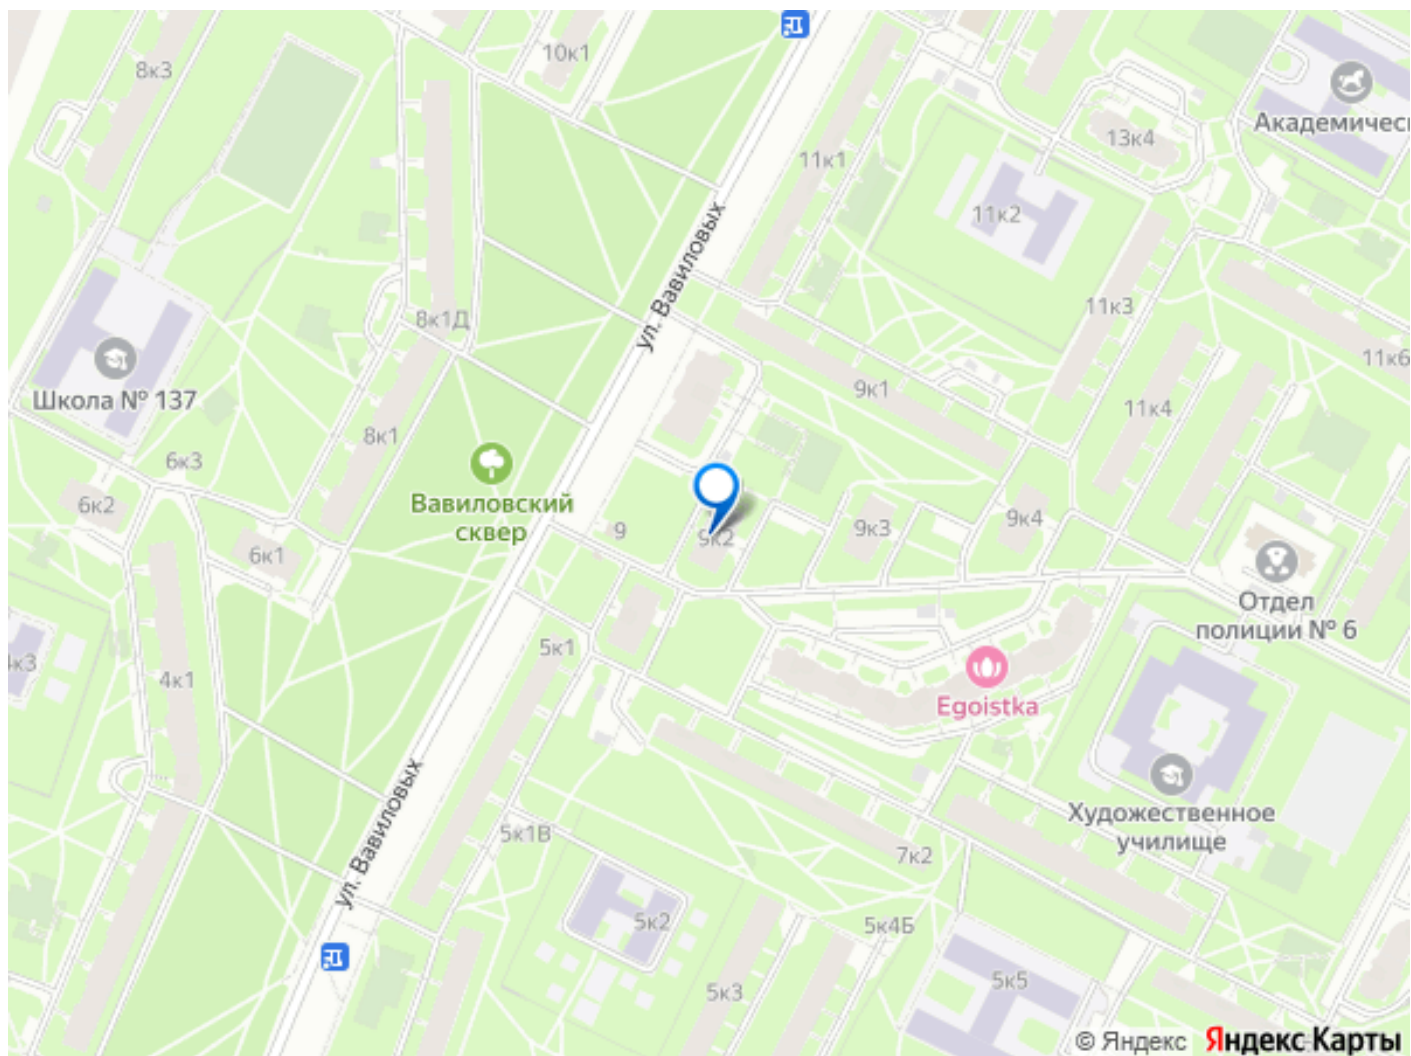 10к1
8к3
Академичес
13к4
11к1
11к2
ул. Вавиловых
11к3
8к1Д
11к6
Школа № 137
9к1
11к4
8к1
6к3
Вавиловский
сквер
6к2
9к4
9
9к2
9к3
6к1
Отдел
полиции № 6
5к1
4к3
4к1
Egoistka
ул. Вавиловых
Художественное
училище
5к1В
7к2
5к2
5к4Б
5к3
5к5
© Яндекс Яндекс Карты